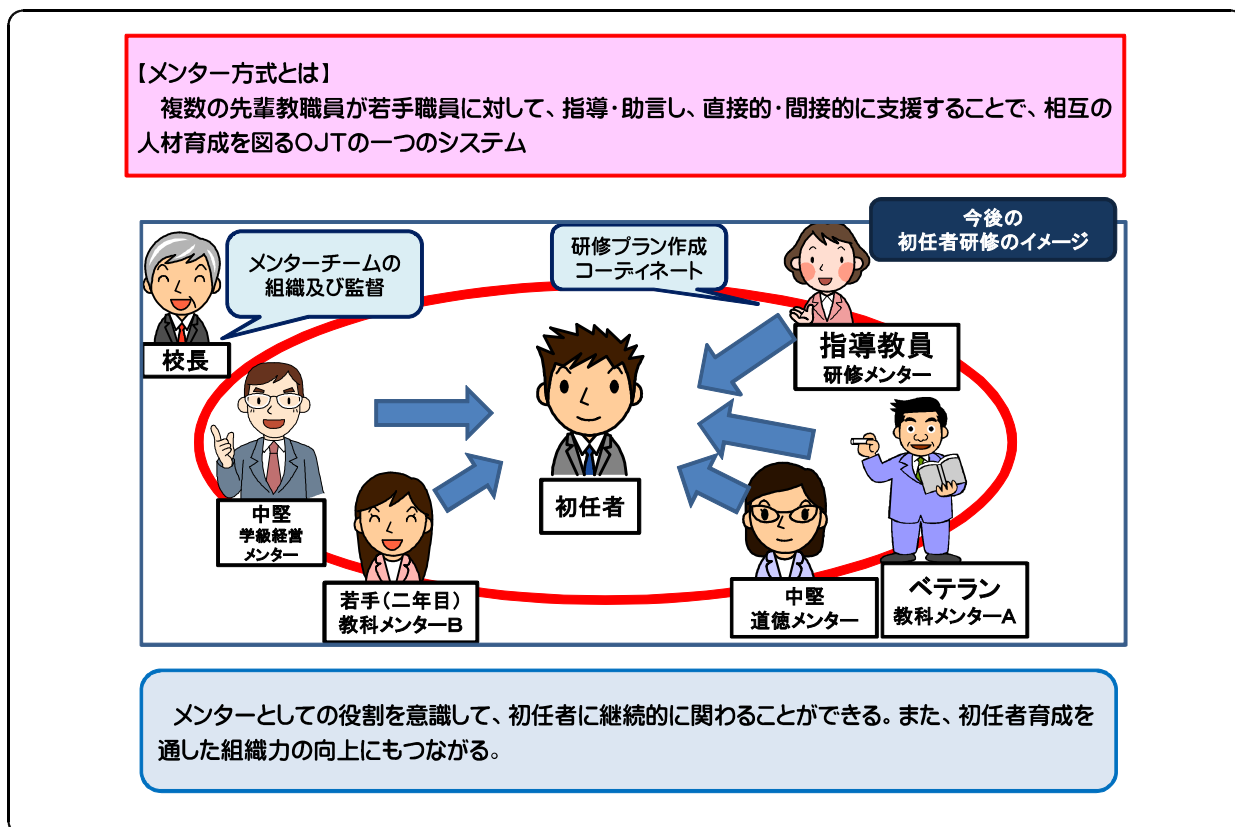 【メンター方式とは】
　複数の先輩教職員が若手職員に対して、指導・助言し、直接的・間接的に支援することで、相互の
人材育成を図るOJTの一つのシステム
今後の
初任者研修のイメージ
メンターチームの
組織及び監督
研修プラン作成
コーディネート
校長
指導教員
研修メンター
初任者
中堅
学級経営
メンター
若手（二年目）
教科メンターB
中堅
道徳メンター
ベテラン
教科メンターA
　メンターとしての役割を意識して、初任者に継続的に関わることができる。また、初任者育成を
通した組織力の向上にもつながる。